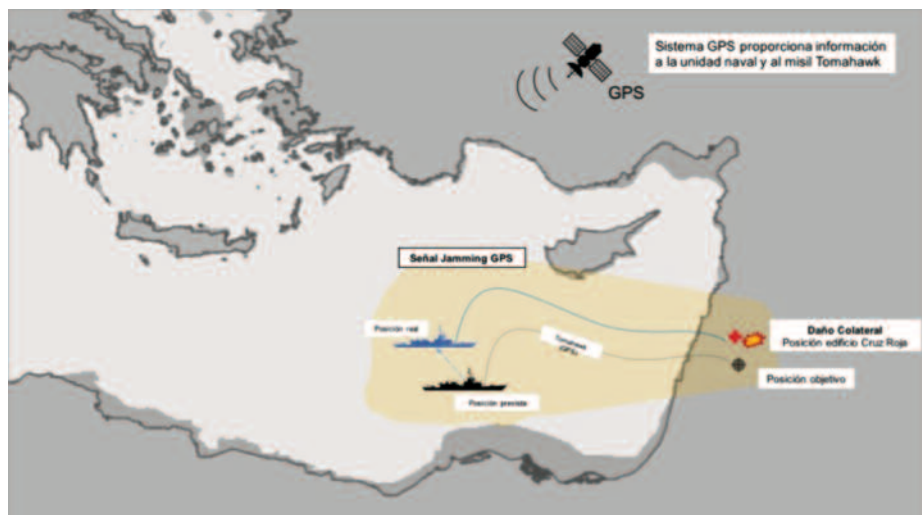 Sistema GPS proporciona información
a la unidad naval y al misil Tomahawk
GPS
Señal Jamming GPS
Posición real
Tomahawk
(GPS)
Daño Colateral
Posición edificio Cruz Roja
Posición objetivo
Posición prevista